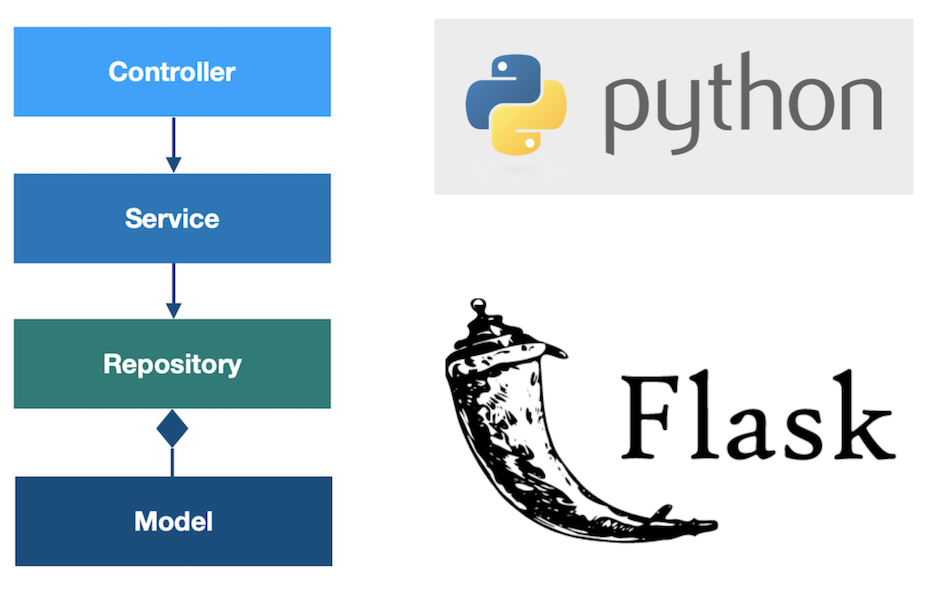 Controller
Service
Repository
Model
python
Flask